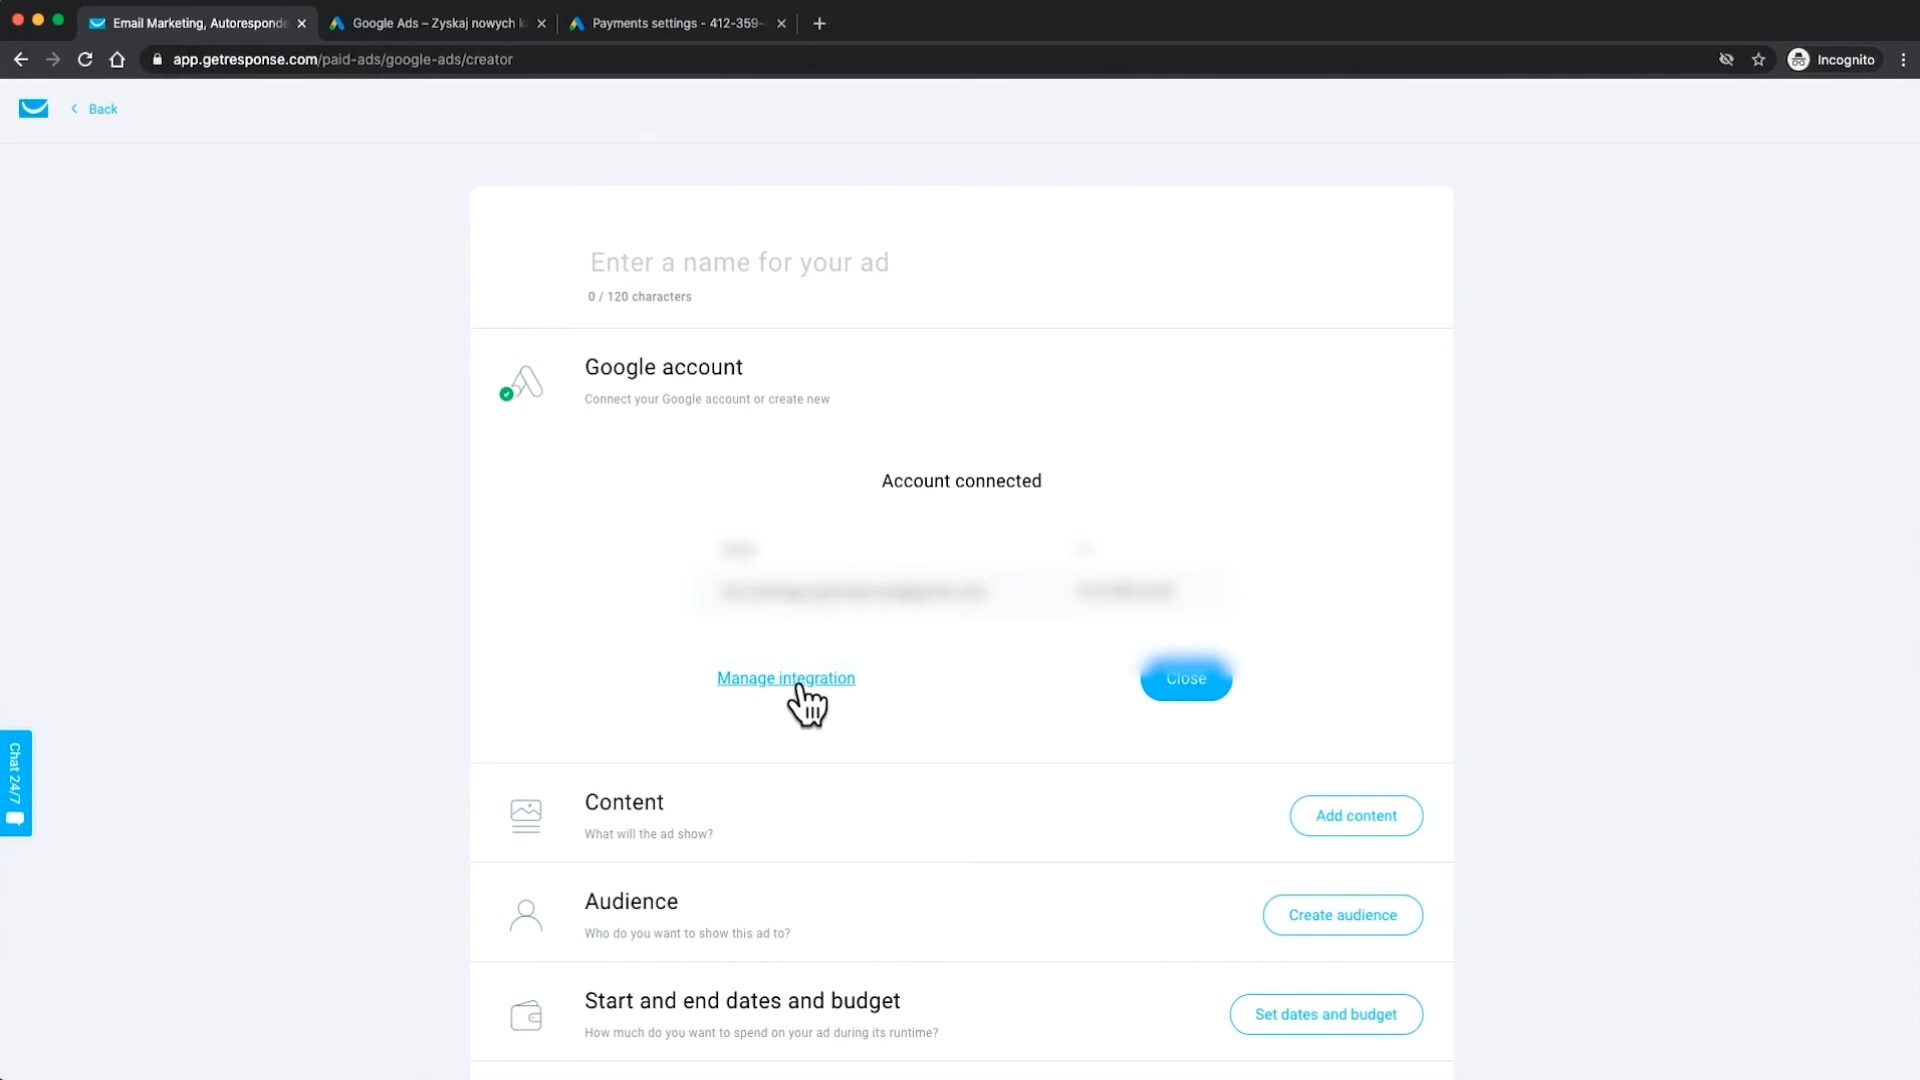 Email Marketing, Autoresponde
Google Ads – Zyskaj nowych k
Payments settings - 412-359-
app.getresponse.com/paid-ads/google-ads/creator
Incognito
Back
Enter a name for your ad
0 / 120 characters
Google account
Connect your Google account or create new
Account connected
Manage integration
Close
Chat 24/7
Content
What will the ad show?
Add content
Audience
Who do you want to show this ad to?
Create audience
Start and end dates and budget
How much do you want to spend on your ad during its runtime?
Set dates and budget